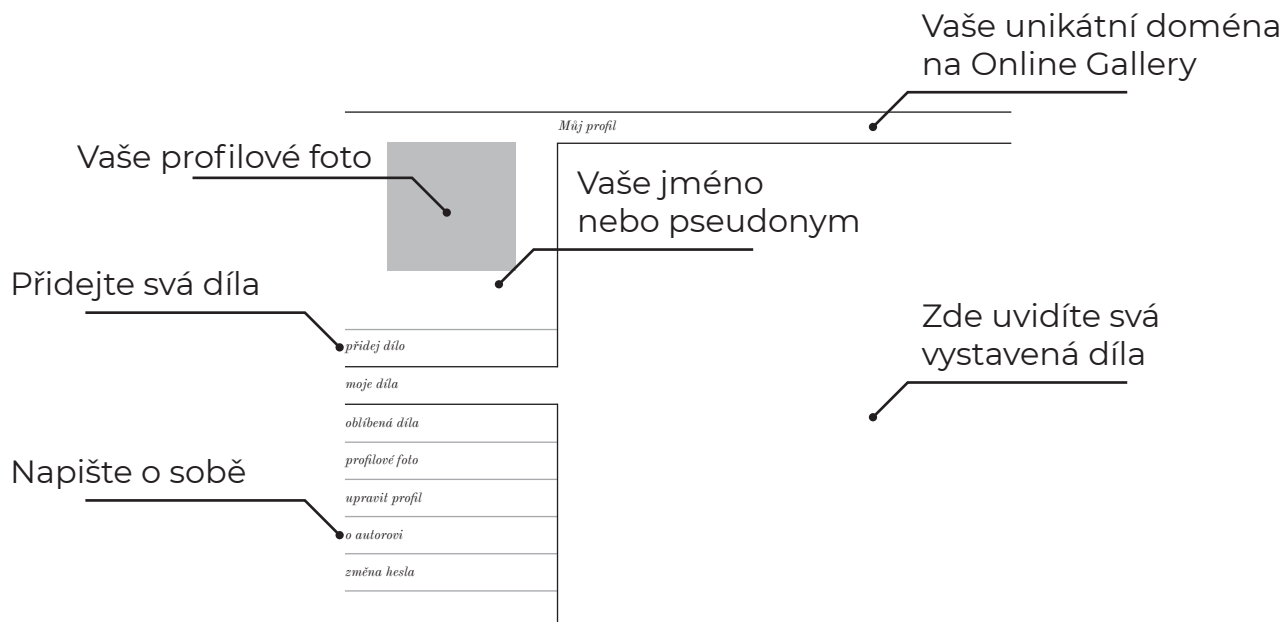 Vaše unikátní doména
na Online Gallery
Můj profil
Vaše profilové foto
Vaše jméno
nebo pseudonym
Přidejte svá díla
Zde uvidíte svá
vystavená díla
přidej dílo
moje díla
oblíbená díla
profilové foto
Napište o sobě
upravit profil
o autorovi
změna hesla